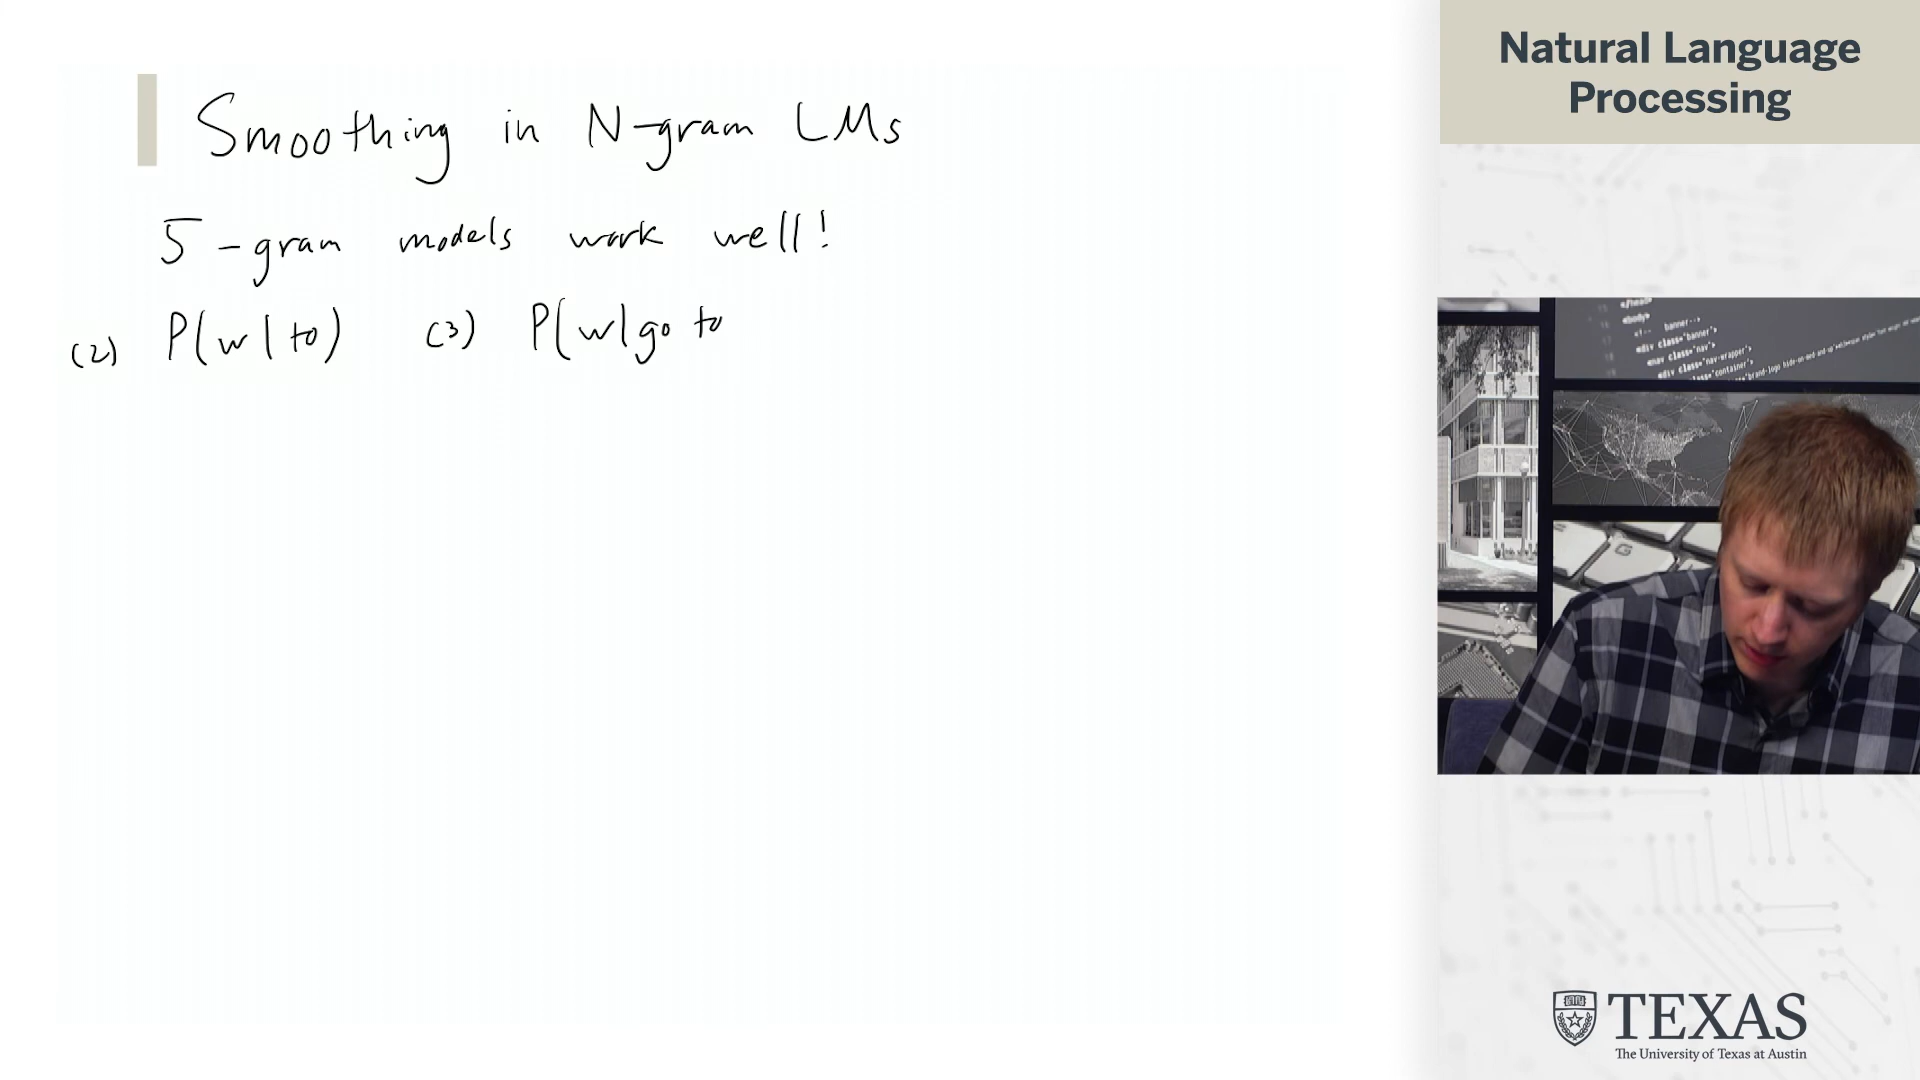 Natural Language
Processing
Smoothing in N-gram LMs
5-gram models work well!
(2) P(w|to) (3) P(w|go to
TEXAS
The University of Texas at Austin